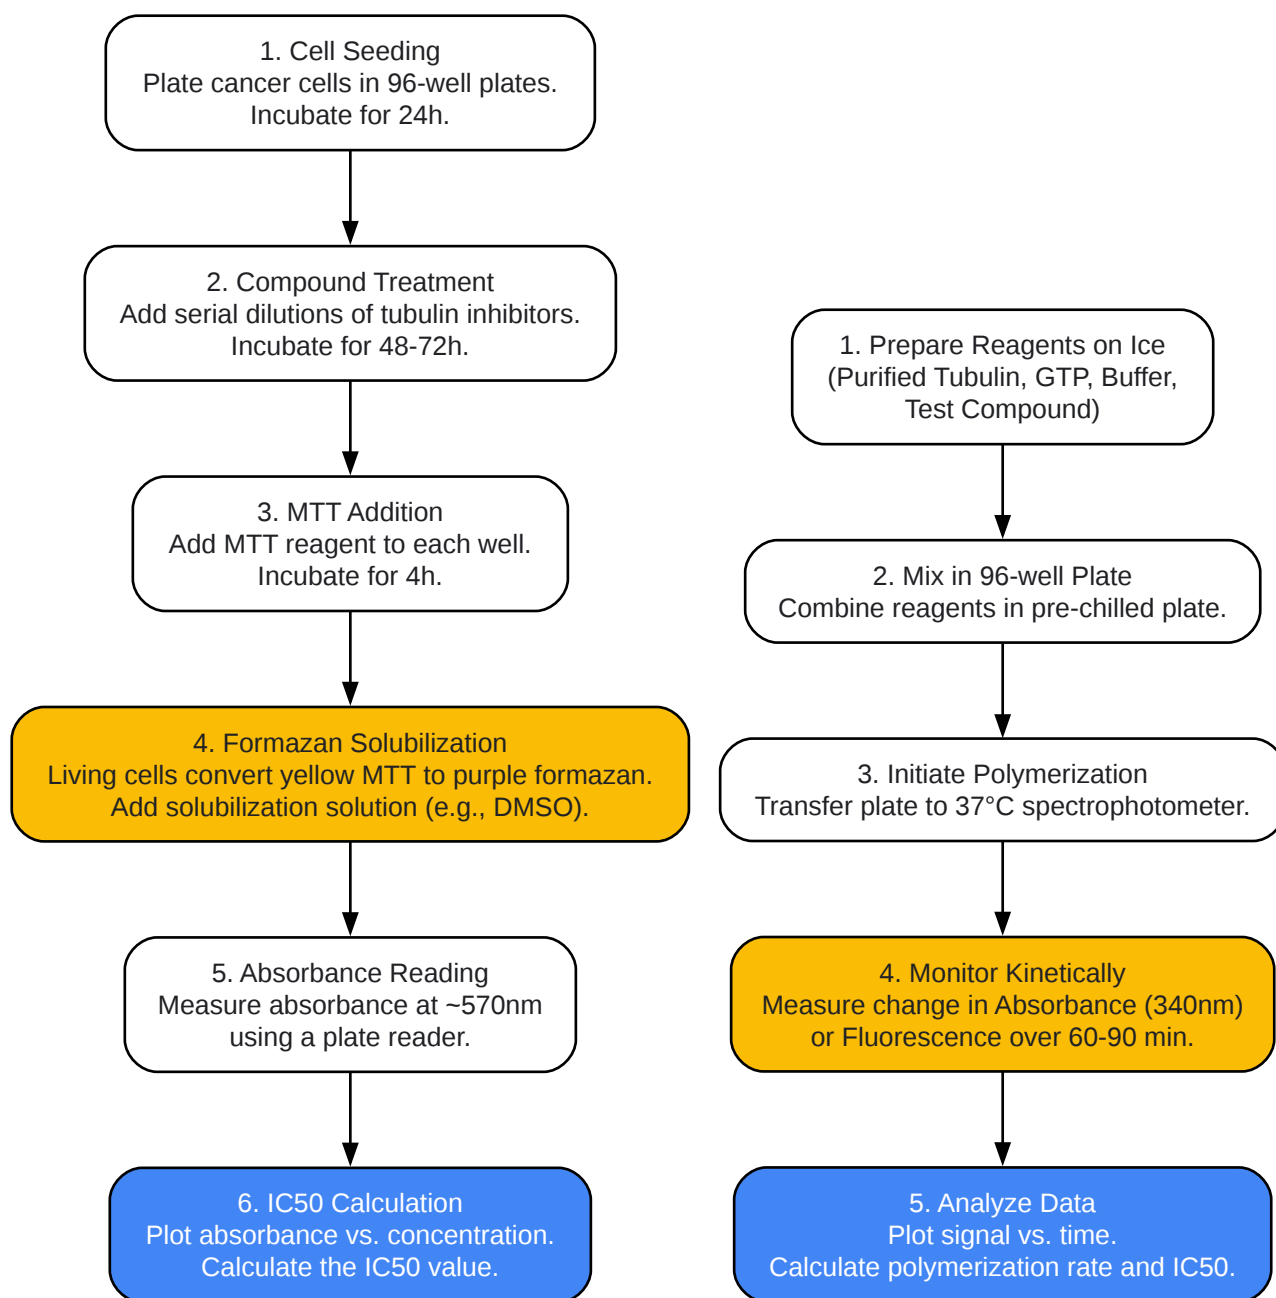 1. Cell Seeding
Plate cancer cells in 96-well plates.
Incubate for 24h.
2. Compound Treatment
Add serial dilutions of tubulin inhibitors.
Incubate for 48-72h.
3. MTT Addition
Add MTT reagent to each well.
Incubate for 4h.
4. Formazan Solubilization
Living cells convert yellow MTT to purple formazan.
Add solubilization solution (e.g., DMSO).
5. Absorbance Reading
Measure absorbance at ~570nm
using a plate reader.
6. IC50 Calculation
Plot absorbance vs. concentration.
Calculate the IC50 value.
1. Prepare Reagents on Ice
(Purified Tubulin, GTP, Buffer,
Test Compound)
2. Mix in 96-well Plate
Combine reagents in pre-chilled plate.
3. Initiate Polymerization
Transfer plate to 37°C spectrophotometer.
4. Monitor Kinetically
Measure change in Absorbance (340nm)
or Fluorescence over 60-90 min.
5. Analyze Data
Plot signal vs. time.
Calculate polymerization rate and IC50.